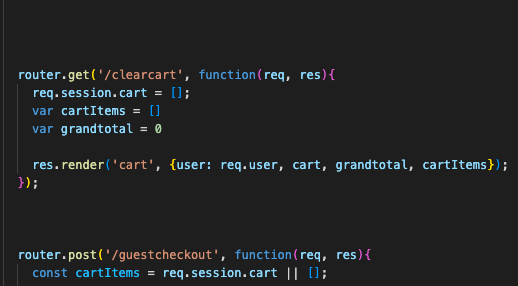 router.get('/clearcart', function(req, res){
req.session.cart = [];
var cartItems = []
var grandtotal = 0
res.render('cart', {user: req.user, cart, grandtotal, cartItems});
});
router.post('/guestcheckout', function(req, res){
const cartItems = req.session.cart || [];